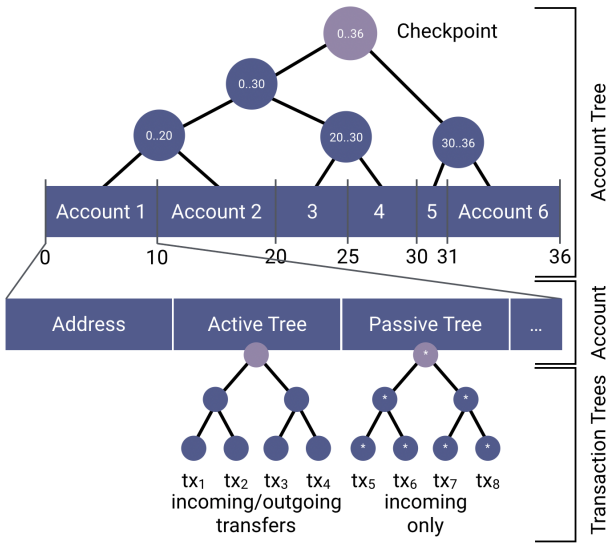 0..36
Checkpoint
0..30
0..20
20..30
30..36
Account 1
Account 2
3
4
5
Account 6
0
10
20
25
30
31
36
Account Tree
Address
Active Tree
Passive Tree
...
Account
*
* *
* * * *
tx₁ tx₂ tx₃ tx₄ tx₅ tx₆ tx₇ tx₈
incoming/outgoing
transfers
incoming
only
Transaction Trees